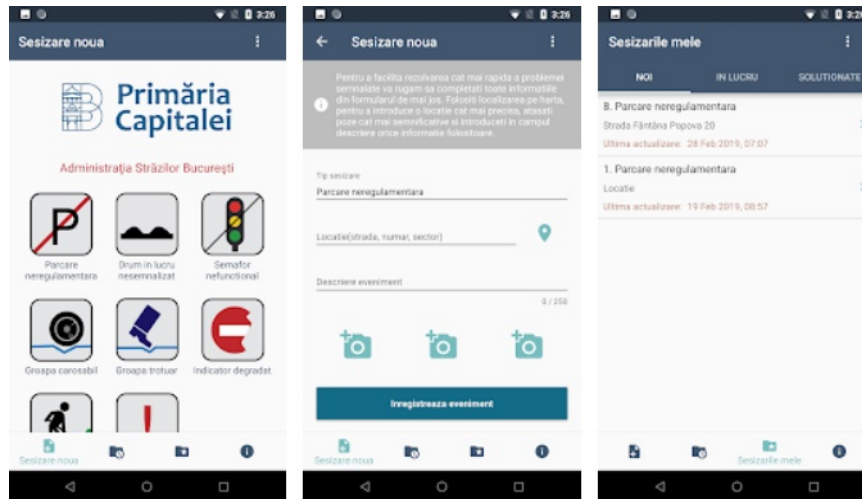 3:26
Sesizare noua
Primăria
Capitalei
Administrația Străzilor București
Parcare
neregulamentara
Drum in lucru
nesemnalizat
Semafor
nefunctional
Groapa carosabil
Groapa trotuar
Indicator degradat
Sesizare noua
3:26
Sesizare noua
Pentru a facilita rezolvarea cat mai rapida a problemei
semnalate va rugam sa completati toate informatiile
din formularul de mai jos. Folositi localizarea pe harta,
pentru a introduce o locatie cat mai precisa, atasati
poze cat mai semnificative si introduceti in campul
descriere orice informatie folositoare.
Tip sesizare
Parcare neregulamentara
Locatie(strada, numar, sector)
Descriere eveniment
0 / 250
Inregistreaza eveniment
Sesizare noua
3:26
Sesizarile mele
NOI
IN LUCRU
SOLUTIONATE
8. Parcare neregulamentara
Strada Fântâna Popova 20
Ultima actualizare: 28 Feb 2019, 07:07
1. Parcare neregulamentara
Locatie
Ultima actualizare: 19 Feb 2019, 08:57
Sesizarile mele